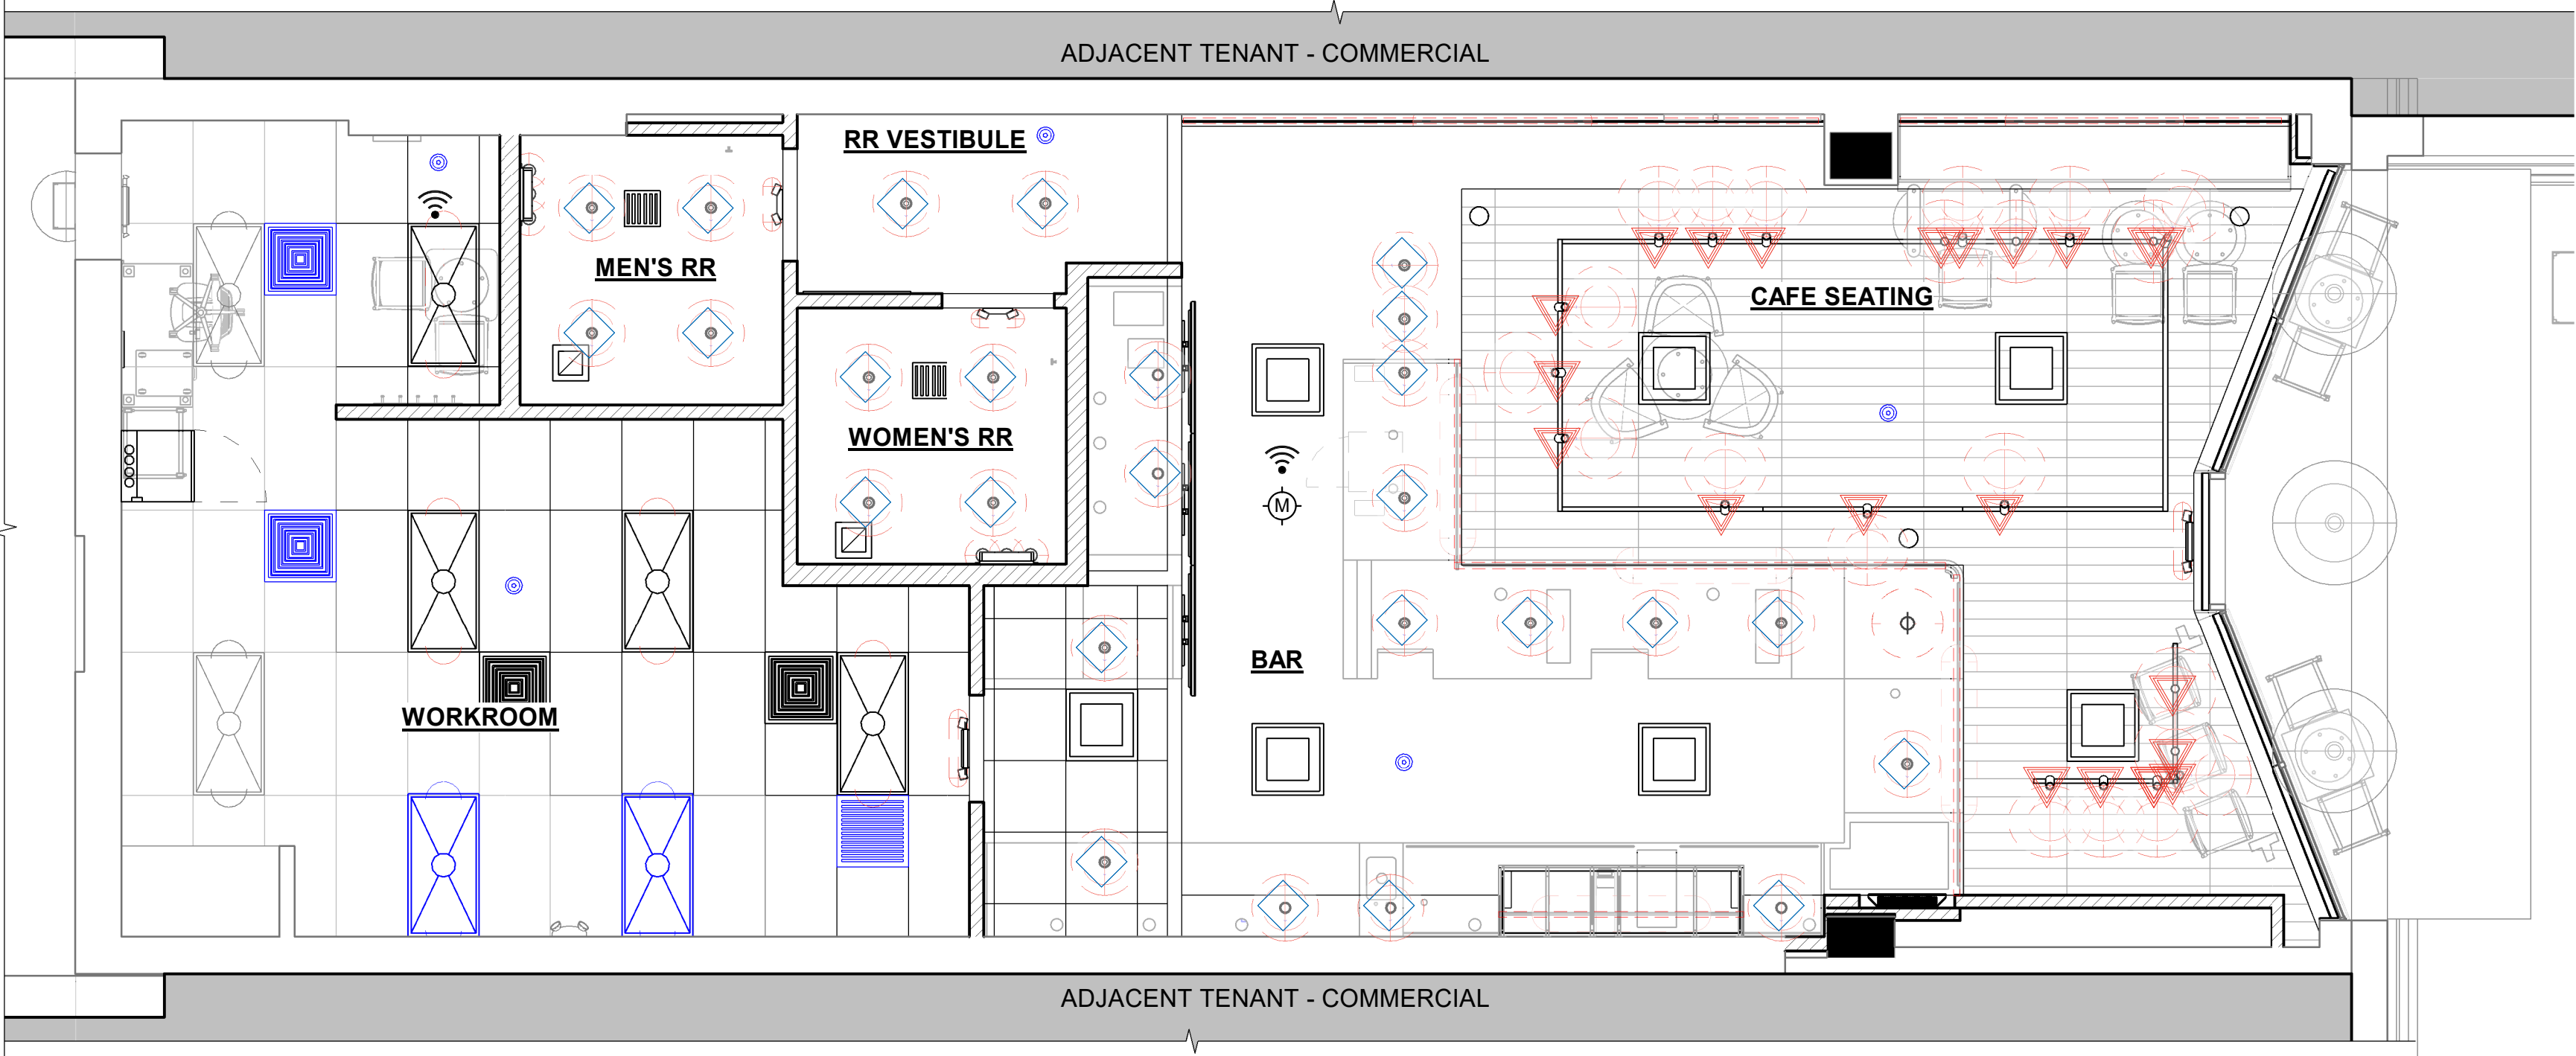 ADJACENT TENANT - COMMERCIAL
RR VESTIBULE
MEN'S RR
CAFE SEATING
WOMEN'S RR
M
BAR
WORKROOM
ADJACENT TENANT - COMMERCIAL